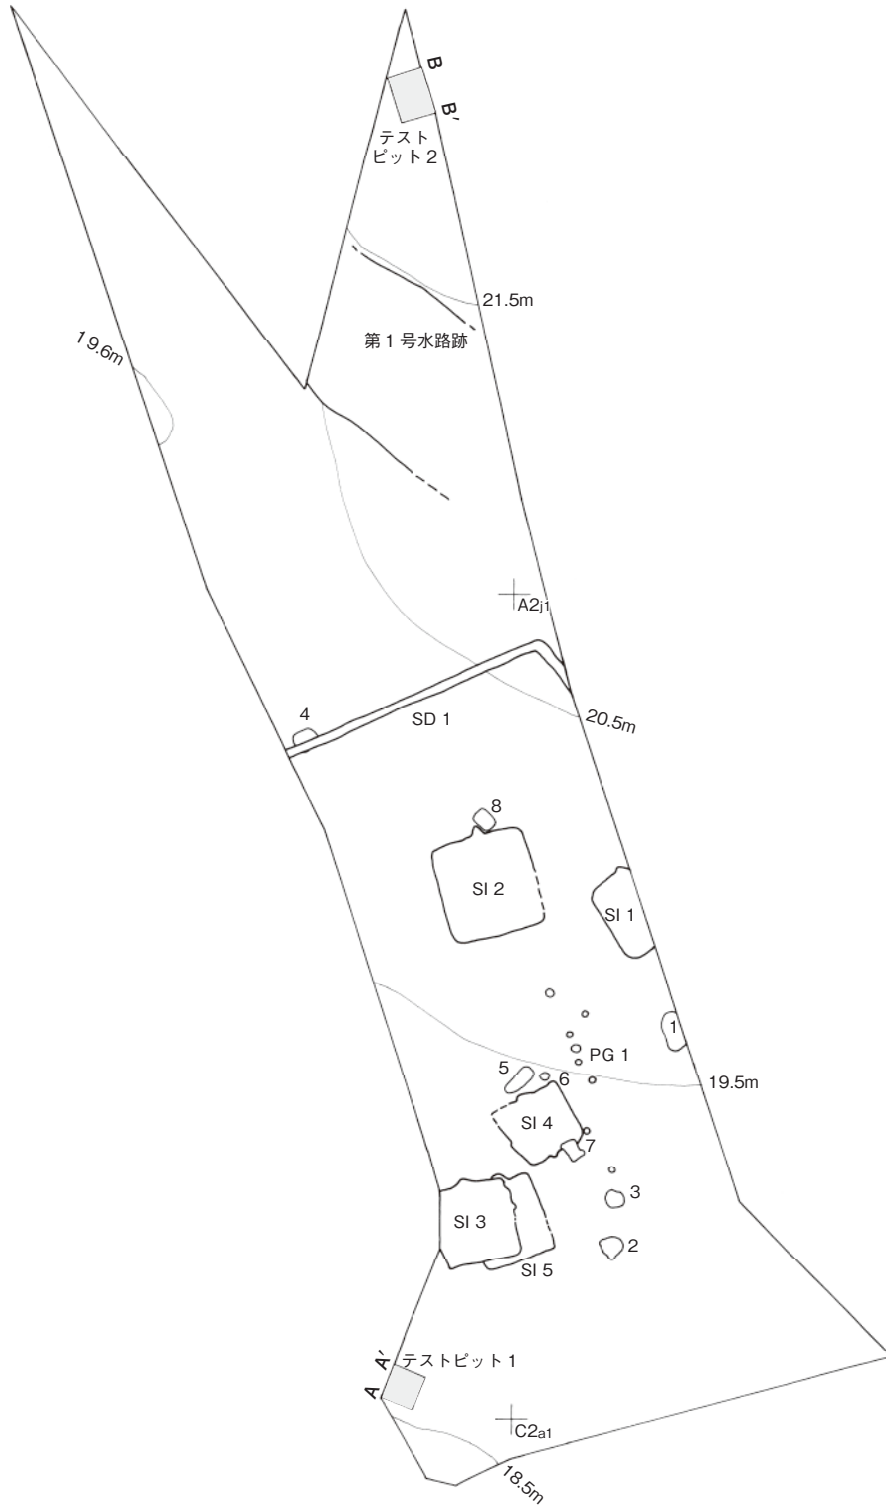 B
B′
テスト
ピット2
21.5m
第1号水路跡
19.6m
A2j1
20.5m
SD 1
4
8
SI 2
SI 1
1
PG 1
5
6
19.5m
SI 4
7
3
SI 3
2
SI 5
A′
テストピット1
A
C2a1
18.5m